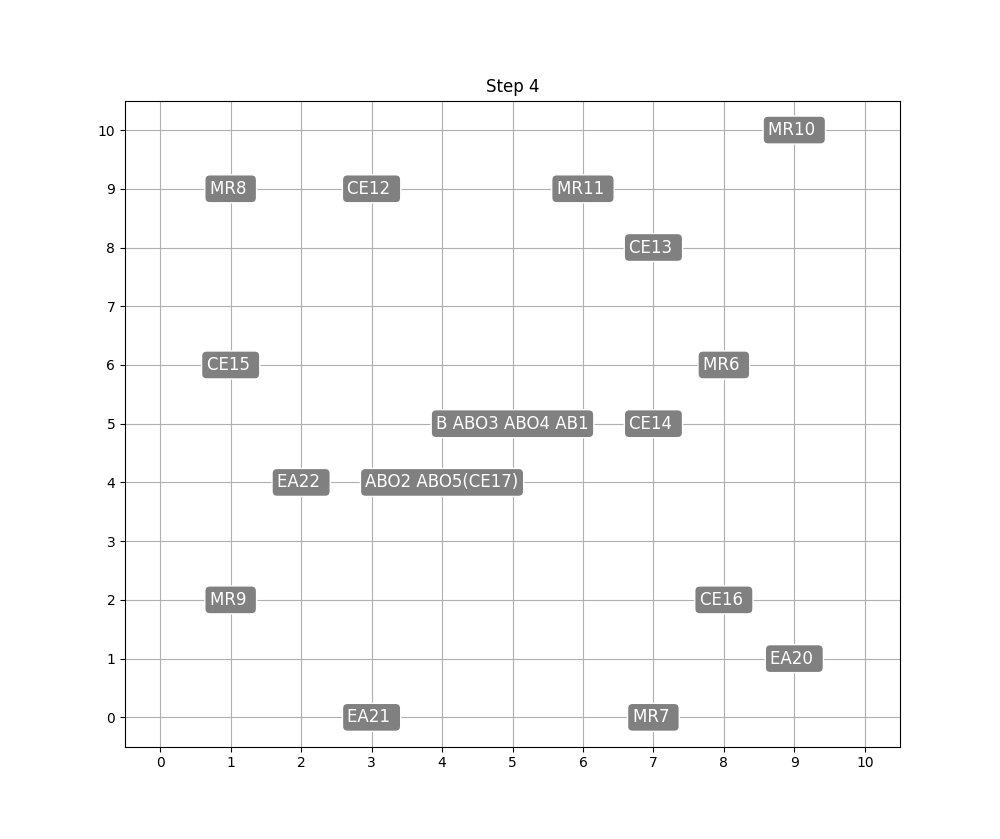 Step 4
10
MR10
9
MR8
CE12
MR11
8
CE13
7
6
CE15
MR6
5
B ABO3 ABO4 AB1
CE14
4
EA22
ABO2 ABO5(CE17)
3
2
MR9
CE16
1
EA20
0
EA21
MR7
0 1 2 3 4 5 6 7 8 9 10